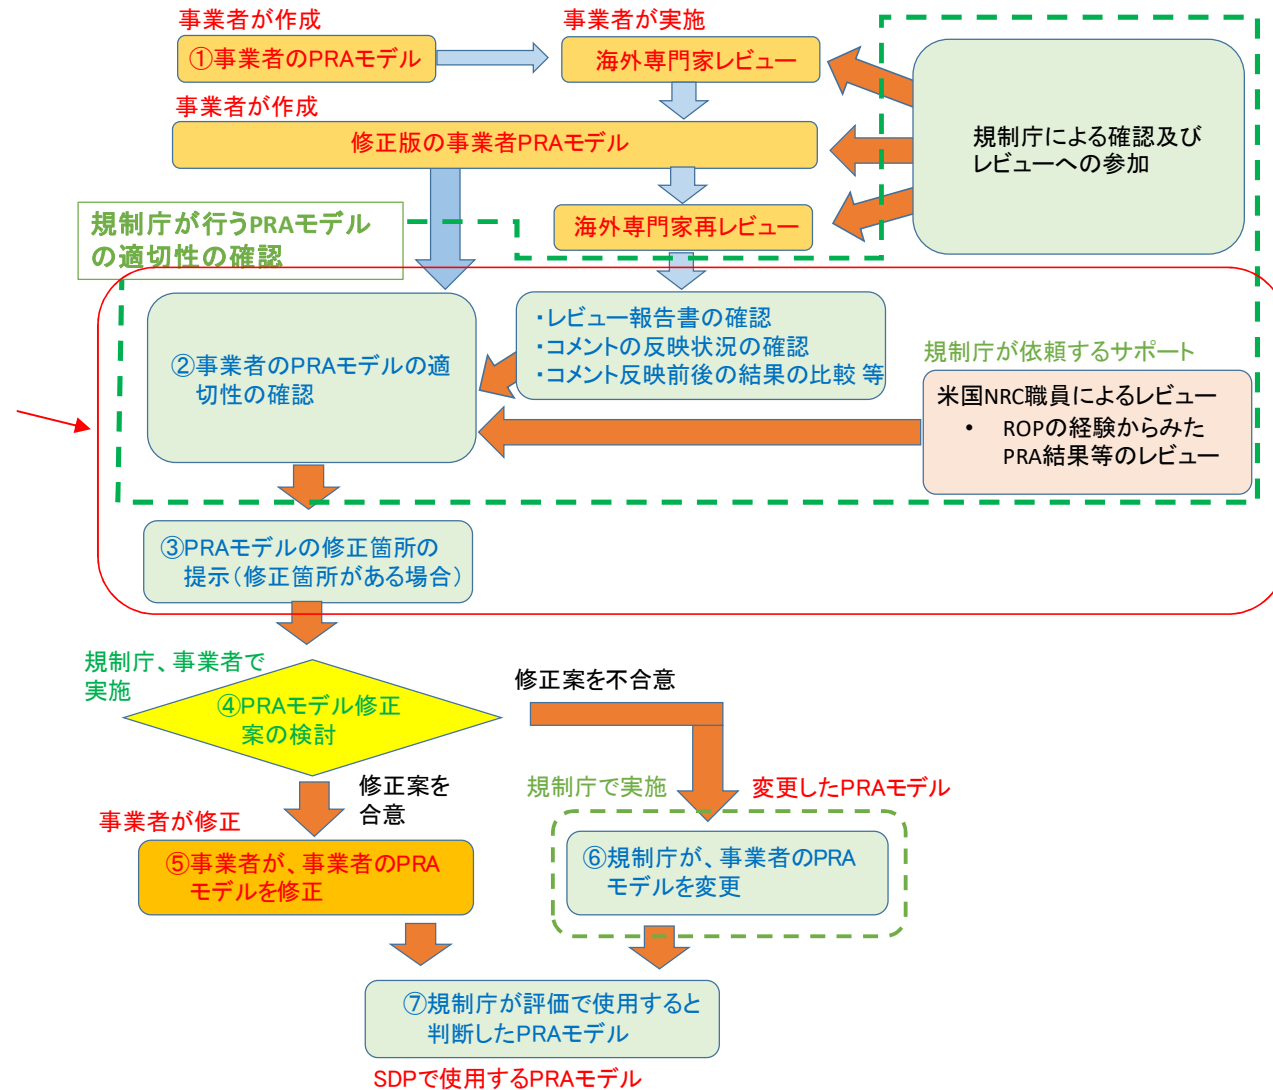 事業者が作成
①事業者のPRAモデル
事業者が実施
海外専門家レビュー
事業者が作成
修正版の事業者PRAモデル
規制庁による確認及び
レビューへの参加
規制庁が行うPRAモデル
の適切性の確認
海外専門家再レビュー
②事業者のPRAモデルの適
切性の確認
・レビュー報告書の確認
・コメントの反映状況の確認
・コメント反映前後の結果の比較 等
規制庁が依頼するサポート
米国NRC職員によるレビュー
• ROPの経験からみた
PRA結果等のレビュー
③PRAモデルの修正箇所の
提示(修正箇所がある場合)
規制庁、事業者で
実施
④PRAモデル修正
案の検討
修正案を不合意
修正案を
合意
規制庁で実施
変更したPRAモデル
事業者が修正
⑤事業者が、事業者のPRA
モデルを修正
⑥規制庁が、事業者のPRA
モデルを変更
⑦規制庁が評価で使用すると
判断したPRAモデル
SDPで使用するPRAモデル